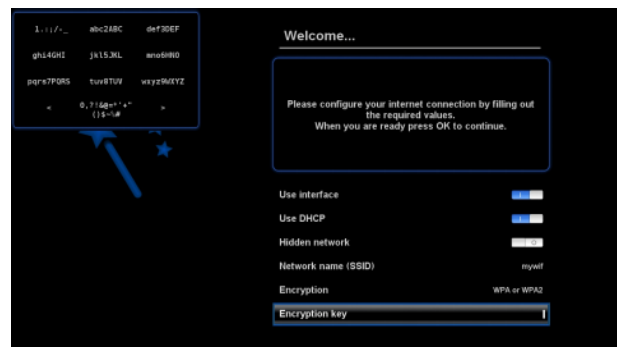 1.:;/-_ abc2ABC def3DEF
ghi4GHI jkl5JKL mno6MNO
pqrs7PQRS tuv8TUV wxyz9WXYZ
< >
Welcome...
Please configure your internet connection by filling out
the required values.
When you are ready press OK to continue.
Use interface
Use DHCP
Hidden network
Network name (SSID) mywif
Encryption WPA or WPA2
Encryption key